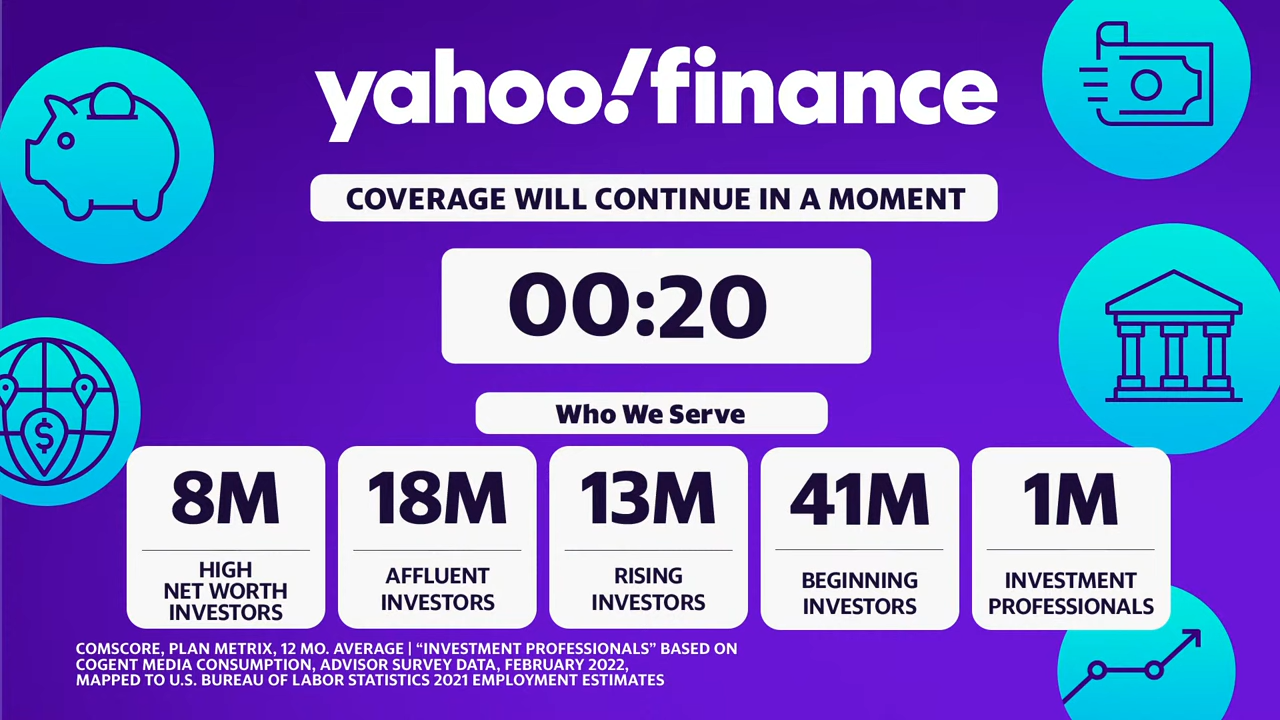 yahoo!finance
COVERAGE WILL CONTINUE IN A MOMENT
00:20
Who We Serve
8M
HIGH
NET WORTH
INVESTORS
18M
AFFLUENT
INVESTORS
13M
RISING
INVESTORS
41M
BEGINNING
INVESTORS
1M
INVESTMENT
PROFESSIONALS
$
COMSCORE, PLAN METRIX, 12 MO. AVERAGE | “INVESTMENT PROFESSIONALS” BASED ON
COGENT MEDIA CONSUMPTION, ADVISOR SURVEY DATA, FEBRUARY 2022,
MAPPED TO U.S. BUREAU OF LABOR STATISTICS 2021 EMPLOYMENT ESTIMATES